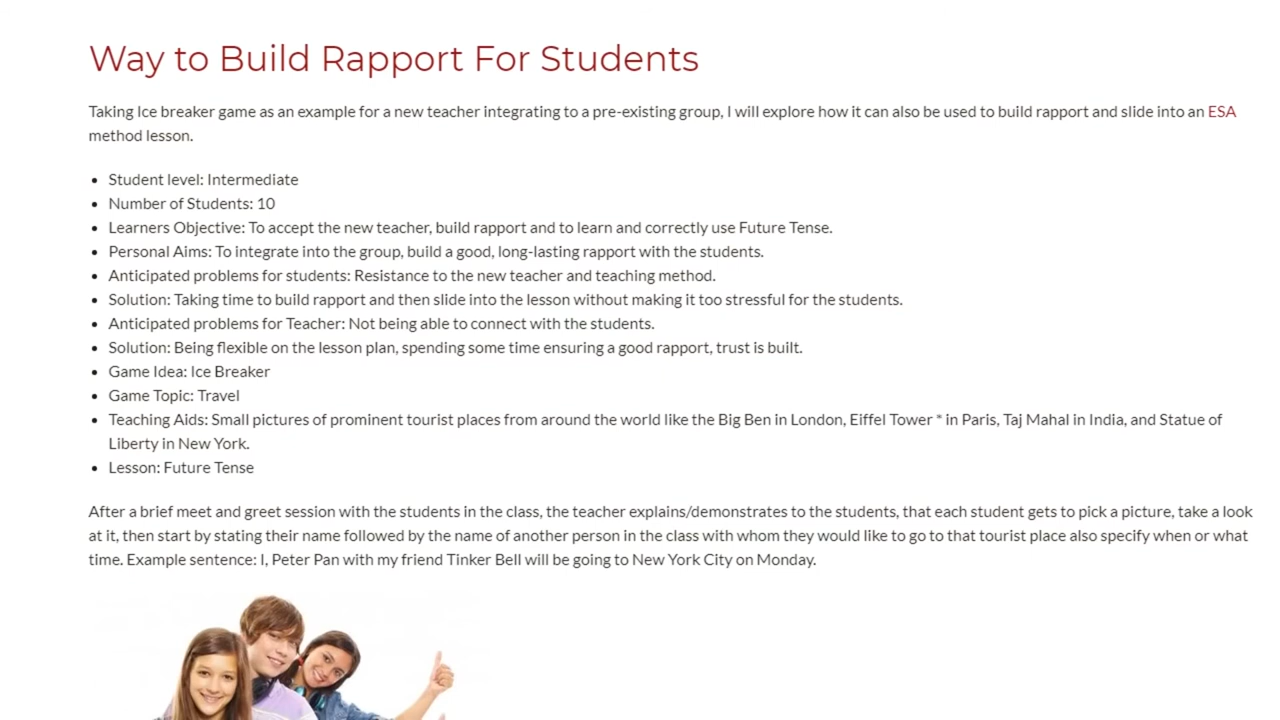 Way to Build Rapport For Students
Taking Ice breaker game as an example for a new teacher integrating to a pre-existing group, I will explore how it can also be used to build rapport and slide into an ESA
method lesson.
• Student level: Intermediate
• Number of Students: 10
• Learners Objective: To accept the new teacher, build rapport and to learn and correctly use Future Tense.
• Personal Aims: To integrate into the group, build a good, long-lasting rapport with the students.
• Anticipated problems for students: Resistance to the new teacher and teaching method.
• Solution: Taking time to build rapport and then slide into the lesson without making it too stressful for the students.
• Anticipated problems for Teacher: Not being able to connect with the students.
• Solution: Being flexible on the lesson plan, spending some time ensuring a good rapport, trust is built.
• Game Idea: Ice Breaker
• Game Topic: Travel
• Teaching Aids: Small pictures of prominent tourist places from around the world like the Big Ben in London, Eiffel Tower * in Paris, Taj Mahal in India, and Statue of
Liberty in New York.
• Lesson: Future Tense
After a brief meet and greet session with the students in the class, the teacher explains/demonstrates to the students, that each student gets to pick a picture, take a look
at it, then start by stating their name followed by the name of another person in the class with whom they would like to go to that tourist place also specify when or what
time. Example sentence: I, Peter Pan with my friend Tinker Bell will be going to New York City on Monday.